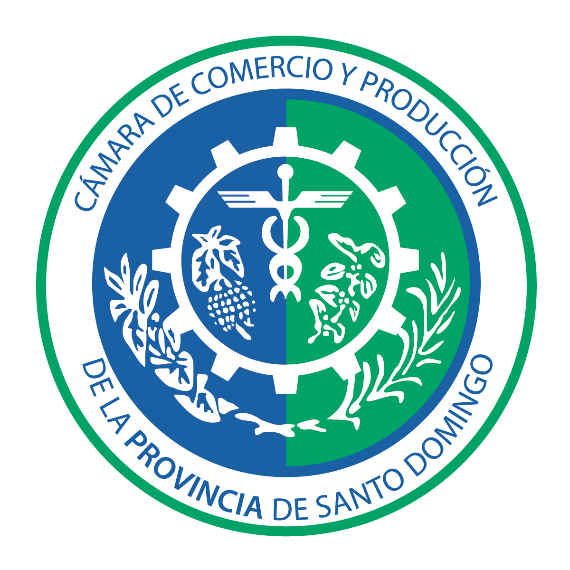 CÁMARA DE COMERCIO Y PRODUCCIÓN
DE LA PROVINCIA DE SANTO DOMINGO